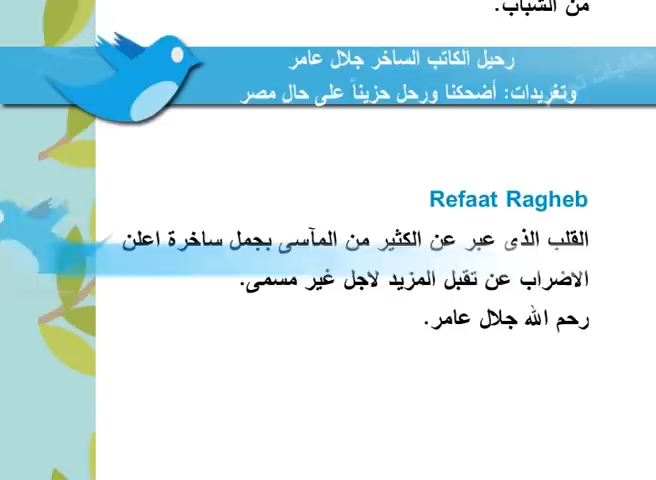 من الشباب.
رحيل الكاتب الساخر جلال عامر
وتغريدات: أضحكنا ورحل حزيناً على حال مصر
Refaat Ragheb
القلب الذى عبر عن الكثير من المآسى بجمل ساخرة اعلن
الاضراب عن تقبل المزيد لاجل غير مسمى.
رحم الله جلال عامر.